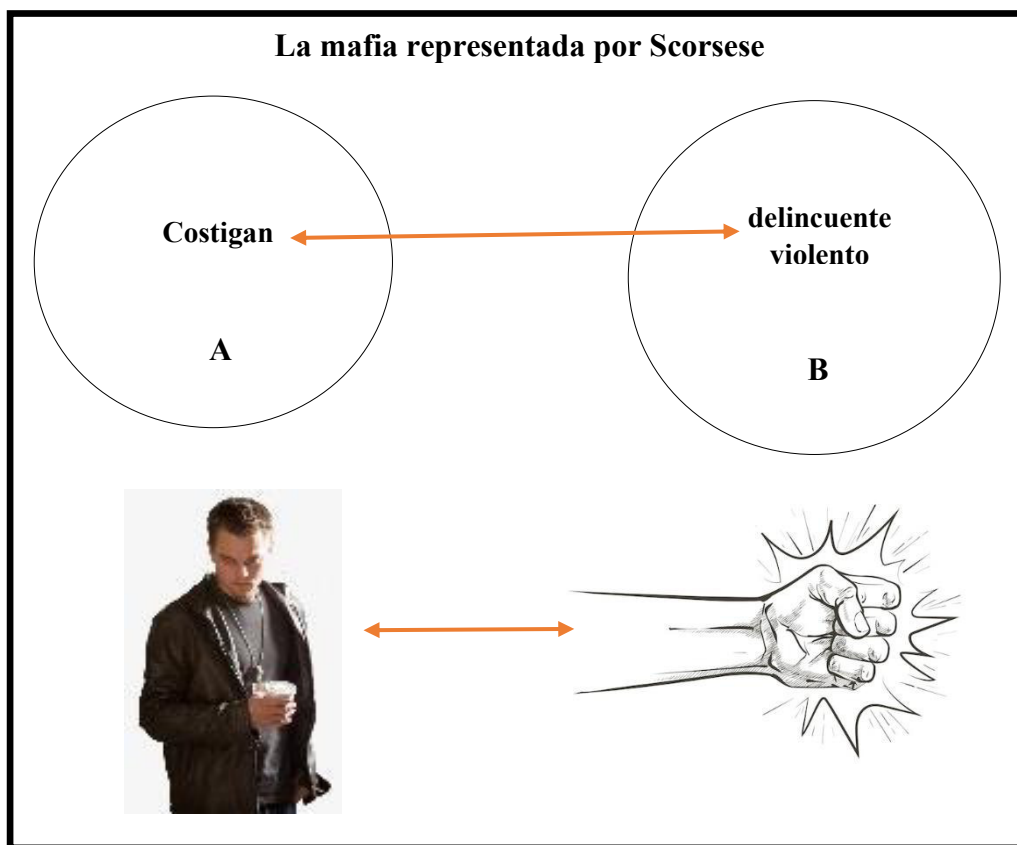 La mafia representada por Scorsese
Costigan
delincuente
violento
A
B